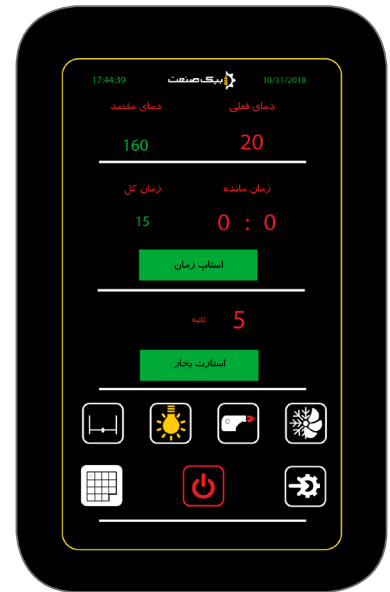 17:44:39 بیک صنعت 10/31/2018
دمای فعلی دمای مقصد
20 160
زمان مانده زمان کل
0 : 0 15
استاپ زمان
5 ثانیه
استارت بخار